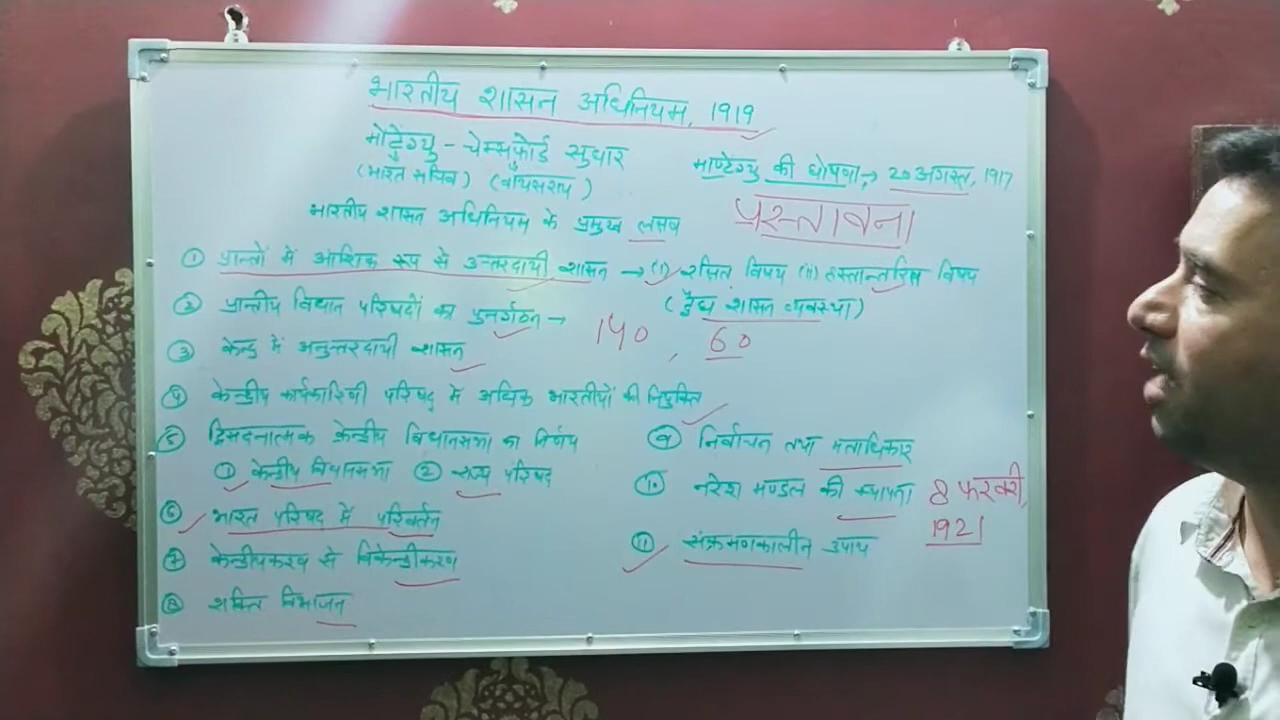 भारतीय शासन अधिनियम, 1919
मोटेंग्यु - चेम्सफोर्ड सुधार
(भारत सचिव) (वायसराय)
माण्टेंग्यु की घोषणा, → 20 अगस्त, 1917
भारतीय शासन अधिनियम के प्रमुख लक्षण
प्रस्तावना
① प्रान्तों में आंशिक रूप से उत्तरदायी शासन → (i) रक्षित विषय (ii) हस्तान्तरित विषय
(द्वैध शासन व्यवस्था)
② प्रान्तीय विधान परिषदों का पुनर्गठन →
140, 60
③ केन्द्र में अनुत्तरदायी शासन
④ केन्द्रीय कार्यकारिणी परिषद् में अधिक भारतीयों की नियुक्ति
⑤ द्विसदनात्मक केन्द्रीय विधानसभा का निर्णय
① केन्द्रीय विधानसभा ② राज्य परिषद
⑥ भारत परिषद में परिवर्तन
⑦ केन्द्रीयकरण से विकेन्द्रीकरण
⑧ शक्ति विभाजन
⑨ निर्वाचन तथा मताधिकार
⑩ नरेश मण्डल की स्थापना 8 फरवरी,
1921
⑪ संक्रमणकालीन उपाय